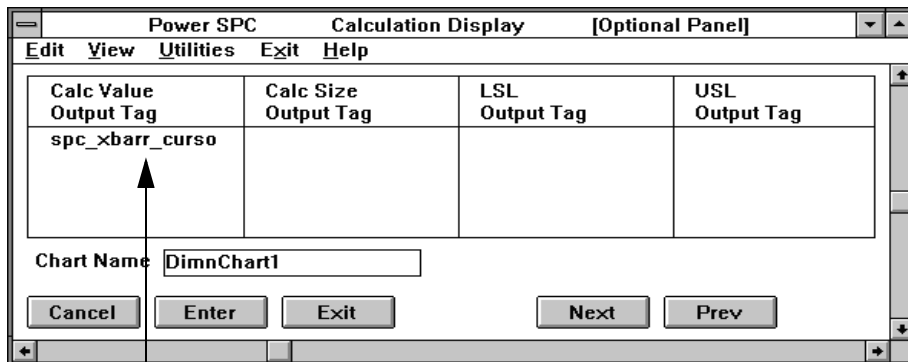 Power SPC Calculation Display [Optional Panel]
Edit View Utilities Exit Help
Calc Value Calc Size LSL USL
Output Tag Output Tag Output Tag Output Tag
spc_xbarr_curso
Chart Name DimnChart1
Cancel Enter Exit Next Prev